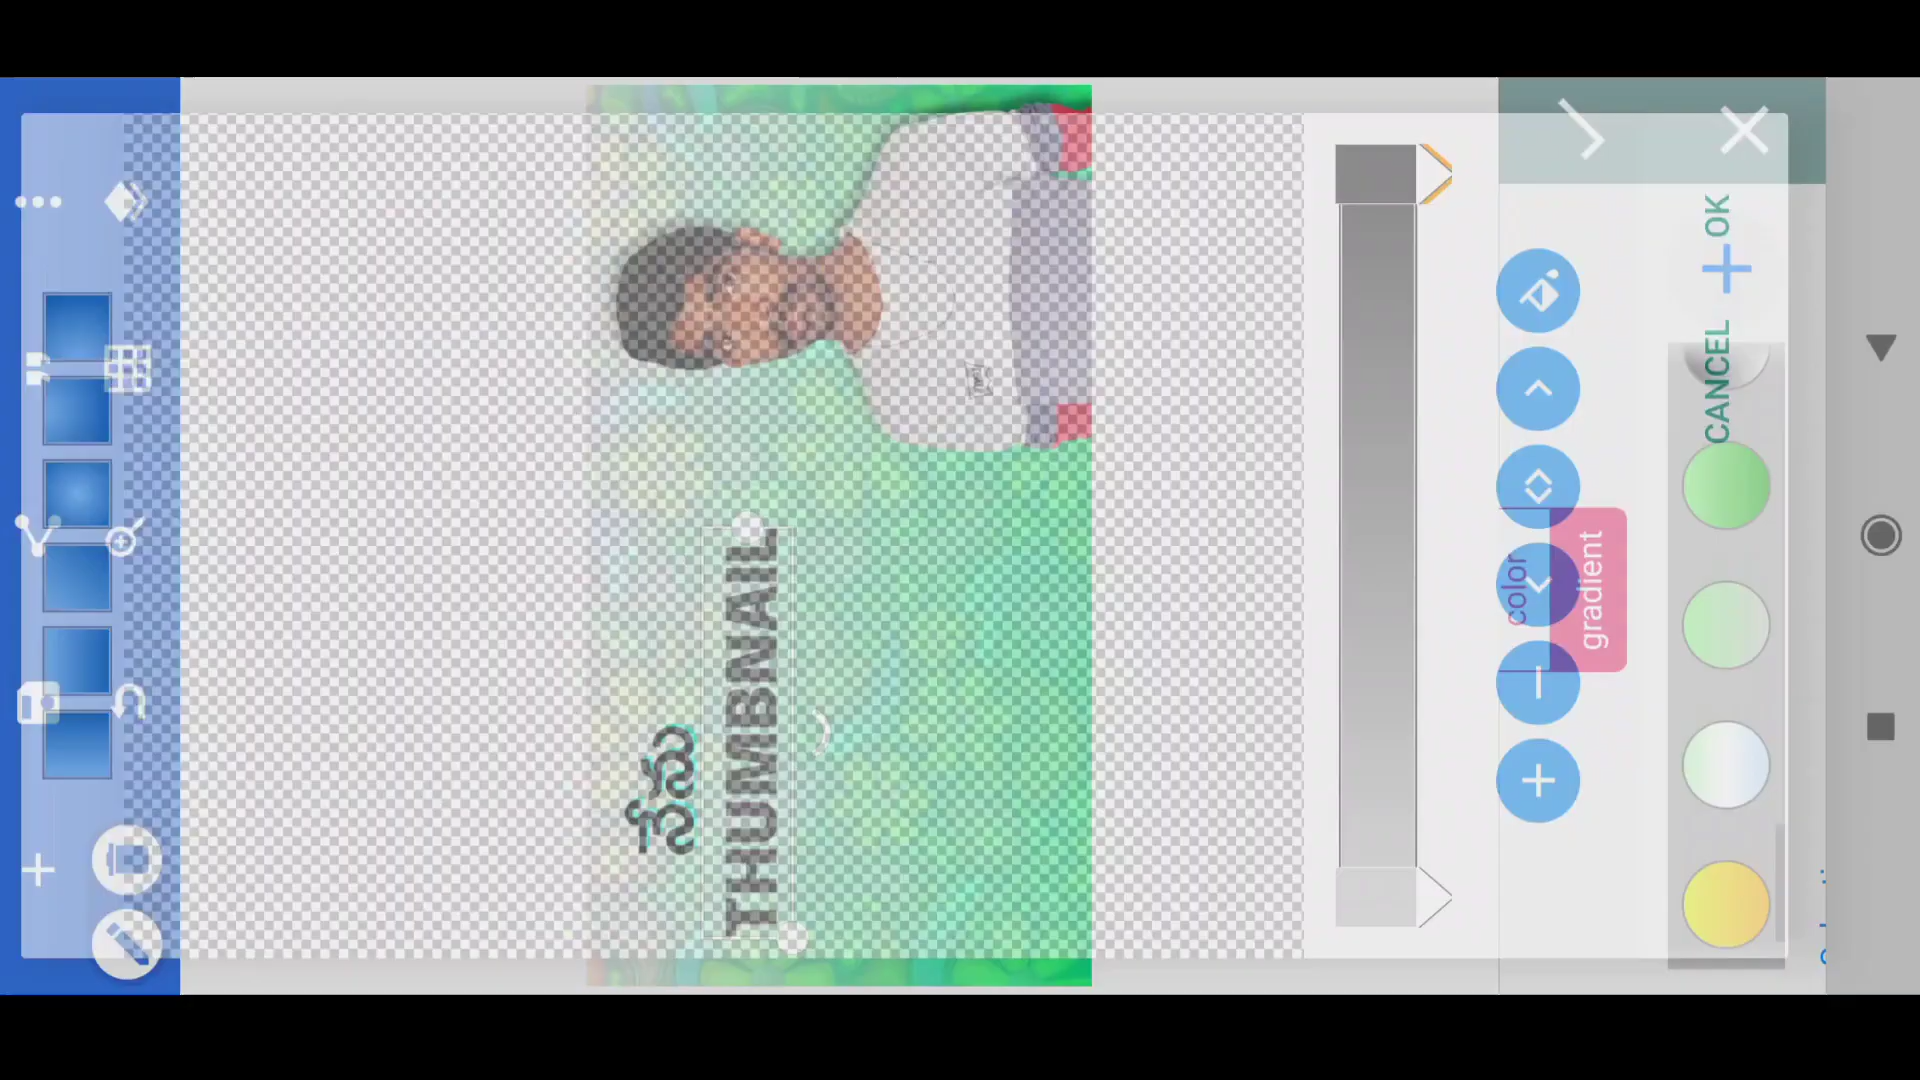 నేను
THUMBNAIL
color
gradient
CANCEL
OK